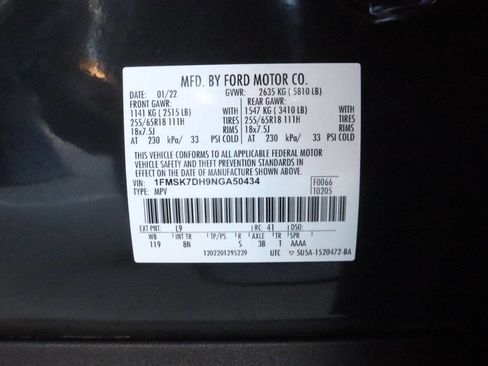 MFD. BY FORD MOTOR CO.
DATE: 01/22 GVWR: 2635 KG ( 5810 LB)
FRONT GAWR: REAR GAWR:
1141 KG ( 2515 LB) WITH 1547 KG ( 3410 LB) WITH
255/65R18 111H TIRES 255/65R18 111H TIRES
18x7.5J RIMS 18x7.5J RIMS
AT 230 kPa/ 33 PSI COLD AT 230 kPa/ 33 PSI COLD
THIS VEHICLE CONFORMS TO ALL APPLICABLE FEDERAL MOTOR
VEHICLE SAFETY AND THEFT PREVENTION STANDARDS IN
EFFECT ON THE DATE OF MANUFACTURE SHOWN ABOVE.
VIN: 1FMSK7DH9NGA50434 F0066
TYPE: MPV T0205
EXT PNT: L9 RC: 41 DSO:
WB INT TR TP/PS R AXLE TR SPR
119 8N S 38 T AAAA
1202201295239 UTC ▽ SU5A-1520472-BA